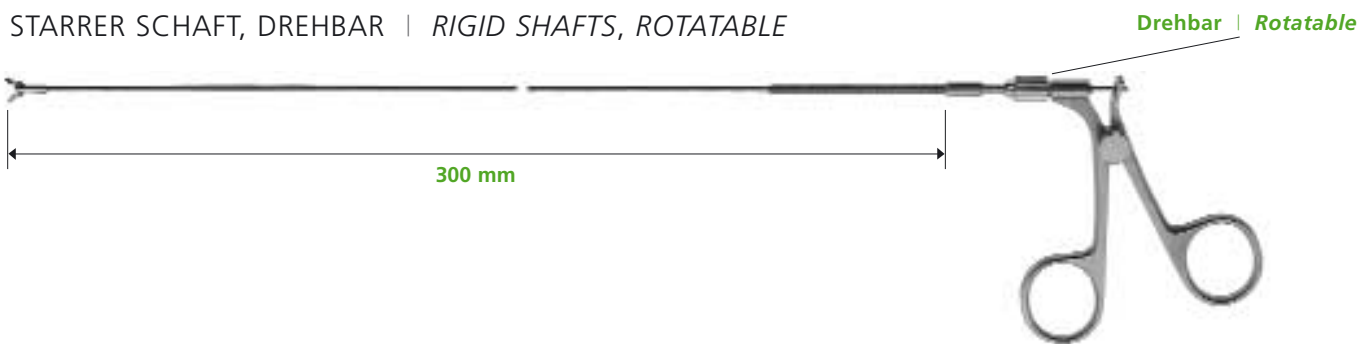 STARRER SCHAFT, DREHBAR | RIGID SHAFTS, ROTATABLE
Drehbar | Rotatable
300 mm